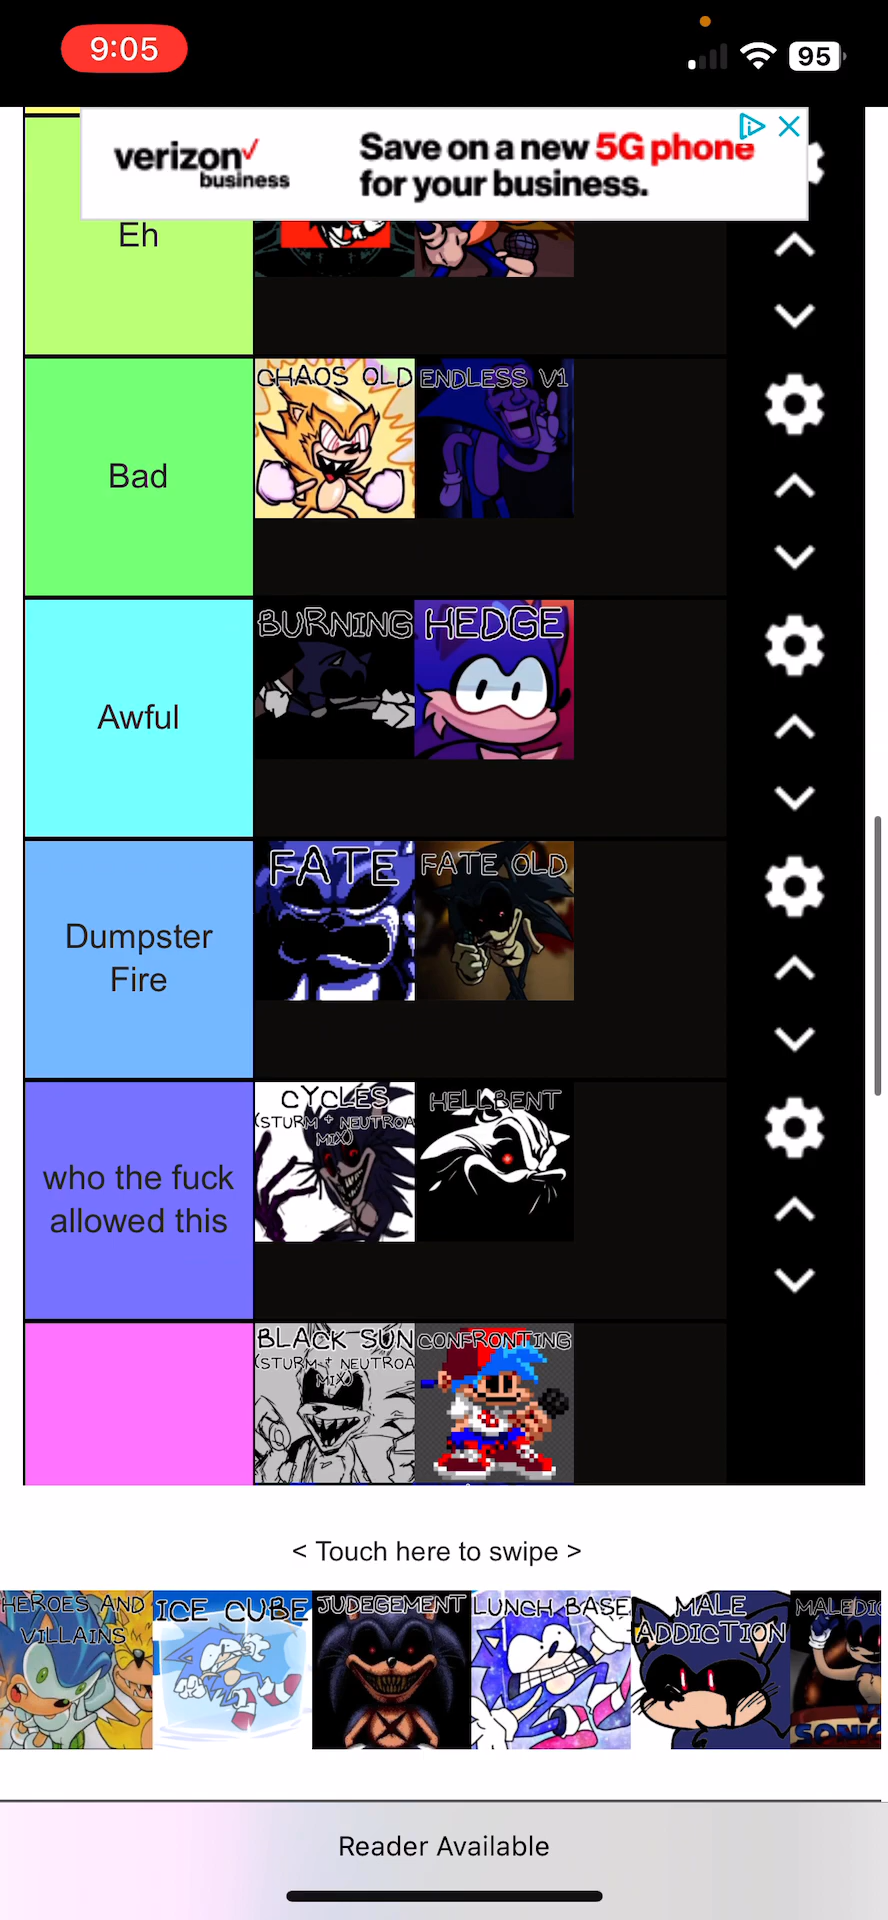 9:05
95
verizon
business
Save on a new 5G phone
for your business.
Eh
Bad
CHAOS OLD
ENDLESS V1
Awful
BURNING
HEDGE
Dumpster
Fire
FATE
FATE OLD
who the fuck
allowed this
CYCLES
(STURM + NEUTROA
MIX)
HELLBENT
BLACK SUN
(STURM + NEUTROA
MIX)
CONFRONTING
< Touch here to swipe >
HEROES AND
VILLAINS
ICE CUBE
JUDEGEMENT
LUNCH BASE
MALE
ADDICTION
MALEDIC
SONIC
Reader Available